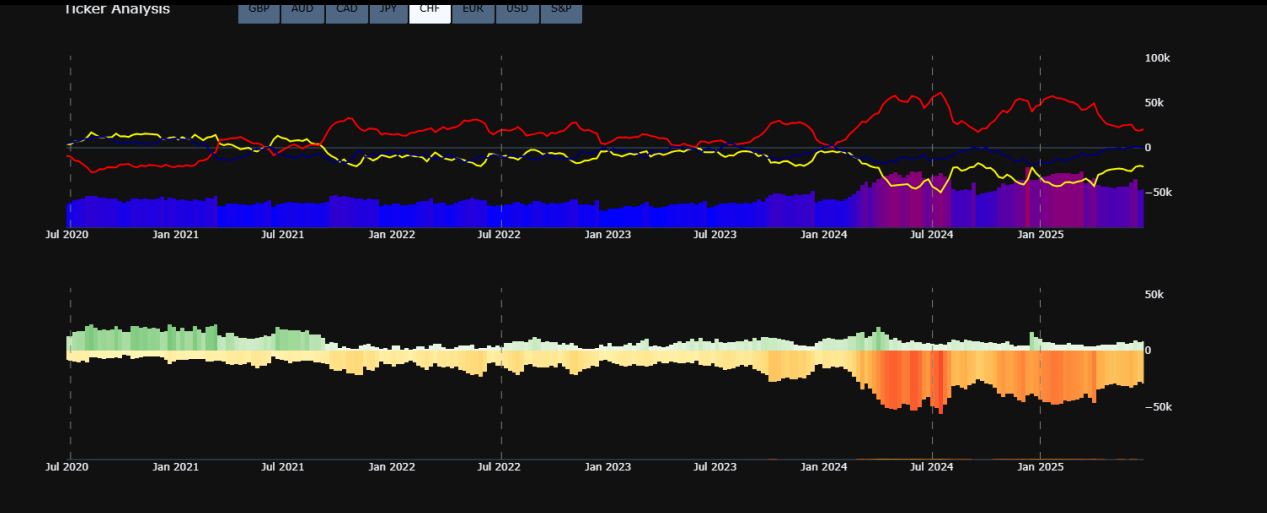 Ticker Analysis GBP AUD CAD JPY CHF EUR USD S&P
100k
50k
0
−50k
Jul 2020 Jan 2021 Jul 2021 Jan 2022 Jul 2022 Jan 2023 Jul 2023 Jan 2024 Jul 2024 Jan 2025
50k
0
−50k
Jul 2020 Jan 2021 Jul 2021 Jan 2022 Jul 2022 Jan 2023 Jul 2023 Jan 2024 Jul 2024 Jan 2025